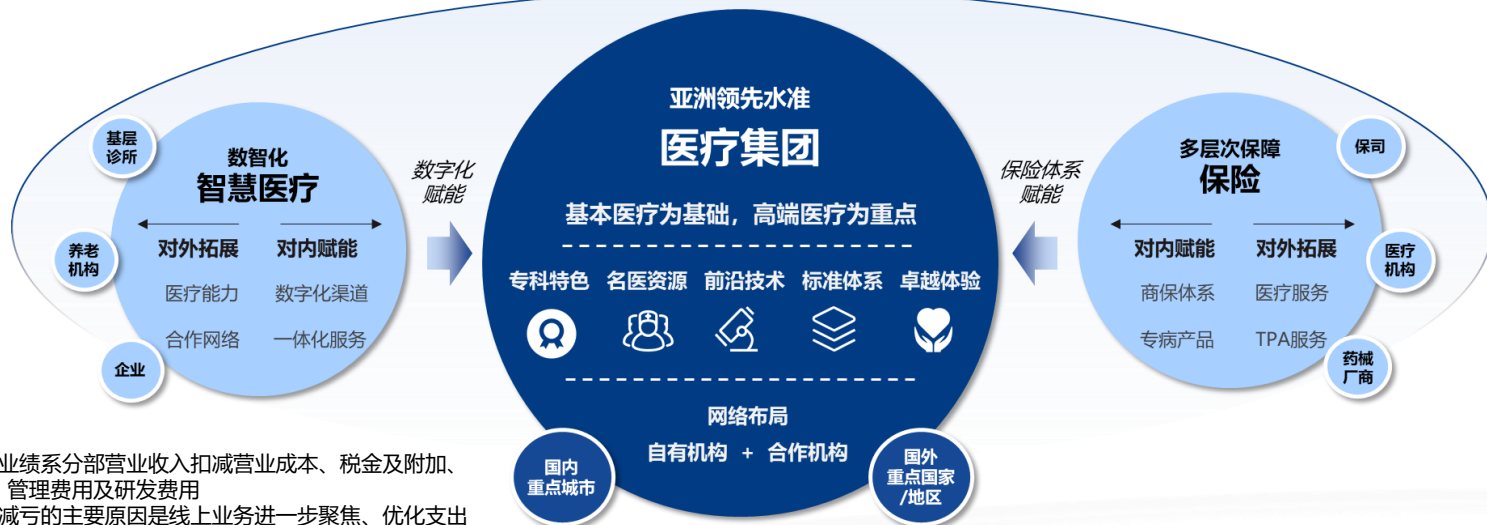 基层
诊所
养老
机构
企业
数智化
智慧医疗
对外拓展 对内赋能
医疗能力 数字化渠道
合作网络 一体化服务
数字化
赋能
亚洲领先水准
医疗集团
基本医疗为基础，高端医疗为重点
专科特色 名医资源 前沿技术 标准体系 卓越体验
网络布局
自有机构 + 合作机构
国内
重点城市
国外
重点国家
/地区
保险体系
赋能
多层次保障
保险
对内赋能 对外拓展
商保体系 医疗服务
专病产品 TPA服务
保司
医疗
机构
药械
厂商
业绩系分部营业收入扣减营业成本、税金及附加、
管理费用及研发费用
减亏的主要原因是线上业务进一步聚焦、优化支出